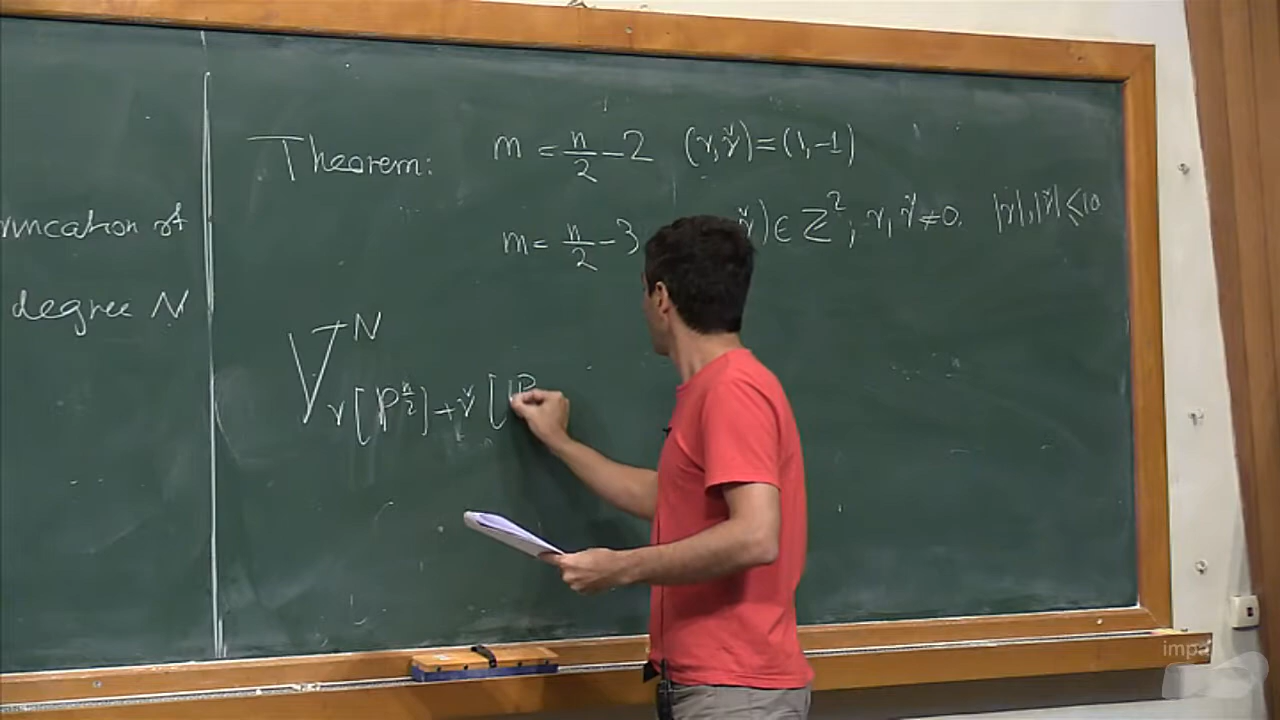 runcation of
degree N
Theorem: m = n/2 - 2 (r, ř) = (1, -1)
m = n/2 - 3 ř) ∈ ℤ²; r, ř ≠ 0. |r|, |ř| ≤ 10
V^N_{r[P^{n/2}] + ř[P
impa